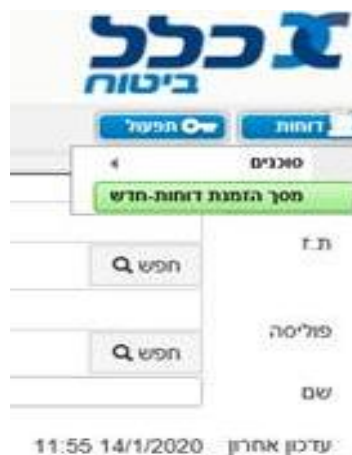 כלל
ביטוח
דוחות תפעול
סוכנים
מסך הזמנת דוחות-חדש
ת.ז
חפש
פוליסה
חפש
שם
עדכון אחרון 14/1/2020 11:55